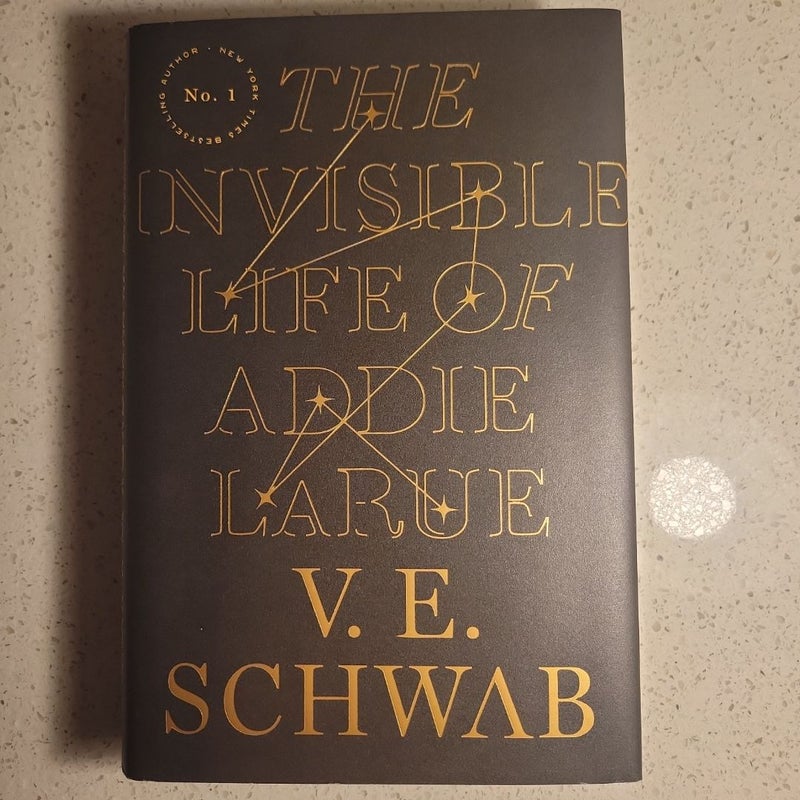 No. 1
NEW YORK TIMES BESTSELLING AUTHOR ·
THE
INVISIBLE
LIFE OF
ADDIE
LARUE
V. E.
SCHWAB